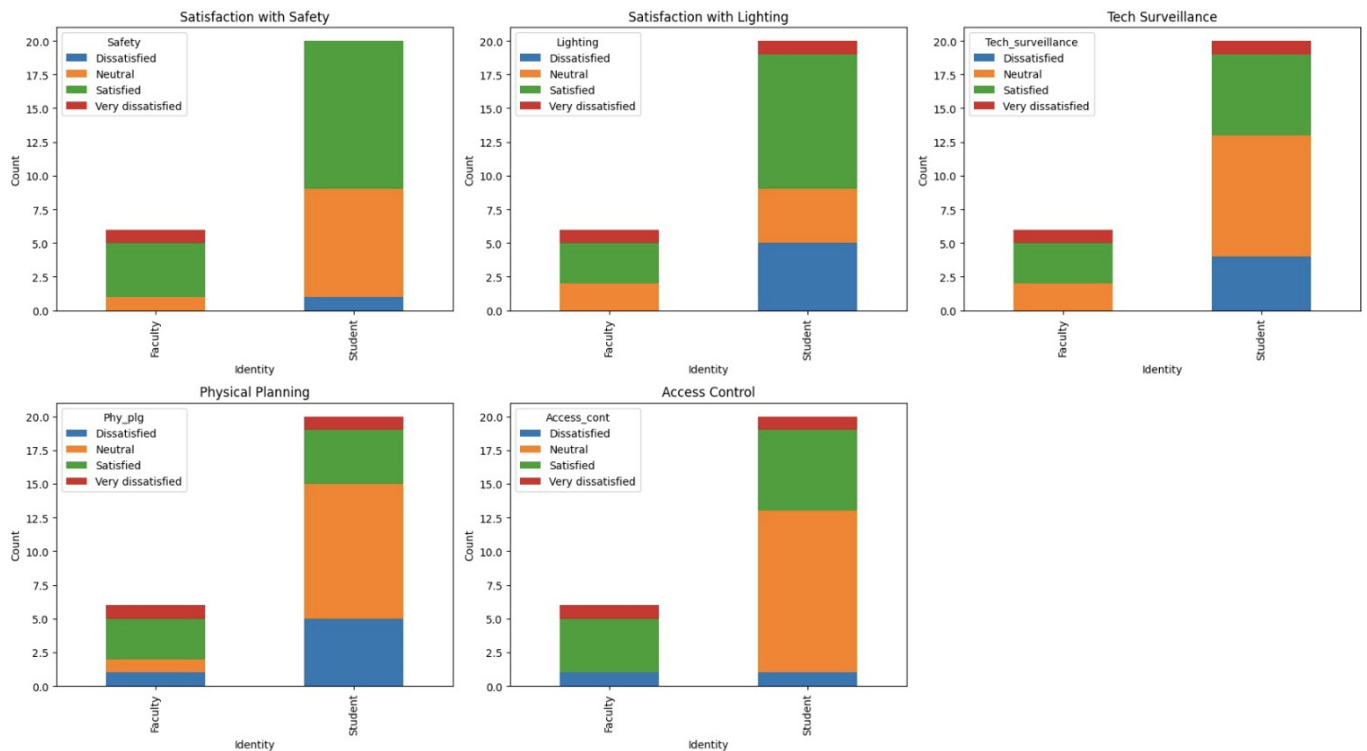 Satisfaction with Safety
Safety
Dissatisfied
Neutral
Satisfied
Very dissatisfied
20.0
17.5
15.0
12.5
10.0
7.5
5.0
2.5
0.0
Count
Faculty
Student
Identity
Satisfaction with Lighting
Lighting
Dissatisfied
Neutral
Satisfied
Very dissatisfied
20.0
17.5
15.0
12.5
10.0
7.5
5.0
2.5
0.0
Count
Faculty
Student
Identity
Tech Surveillance
Tech_surveillance
Dissatisfied
Neutral
Satisfied
Very dissatisfied
20.0
17.5
15.0
12.5
10.0
7.5
5.0
2.5
0.0
Count
Faculty
Student
Identity
Physical Planning
Phy_plg
Dissatisfied
Neutral
Satisfied
Very dissatisfied
20.0
17.5
15.0
12.5
10.0
7.5
5.0
2.5
0.0
Count
Faculty
Student
Identity
Access Control
Access_cont
Dissatisfied
Neutral
Satisfied
Very dissatisfied
20.0
17.5
15.0
12.5
10.0
7.5
5.0
2.5
0.0
Count
Faculty
Student
Identity